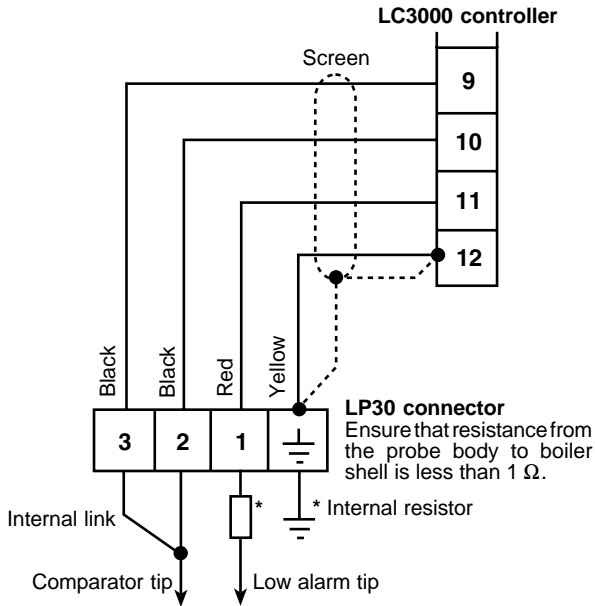 LC3000 controller
Screen
9
10
11
12
Black
Black
Red
Yellow
LP30 connector
Ensure that resistance from
the probe body to boiler
shell is less than 1 Ω.
3
2
1
*
* Internal resistor
Internal link
Comparator tip
Low alarm tip